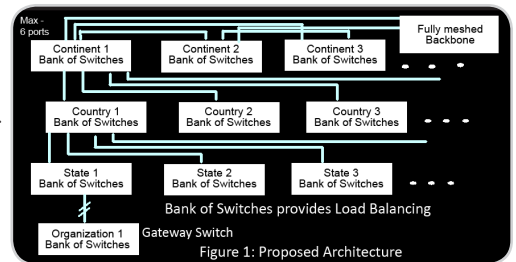 Max -
6 ports
Fully meshed
Backbone
Continent 1
Bank of Switches
Continent 2
Bank of Switches
Continent 3
Bank of Switches
Country 1
Bank of Switches
Country 2
Bank of Switches
Country 3
Bank of Switches
State 1
Bank of Switches
State 2
Bank of Switches
State 3
Bank of Switches
Bank of Switches provides Load Balancing
Organization 1
Bank of Switches
Gateway Switch
Figure 1: Proposed Architecture